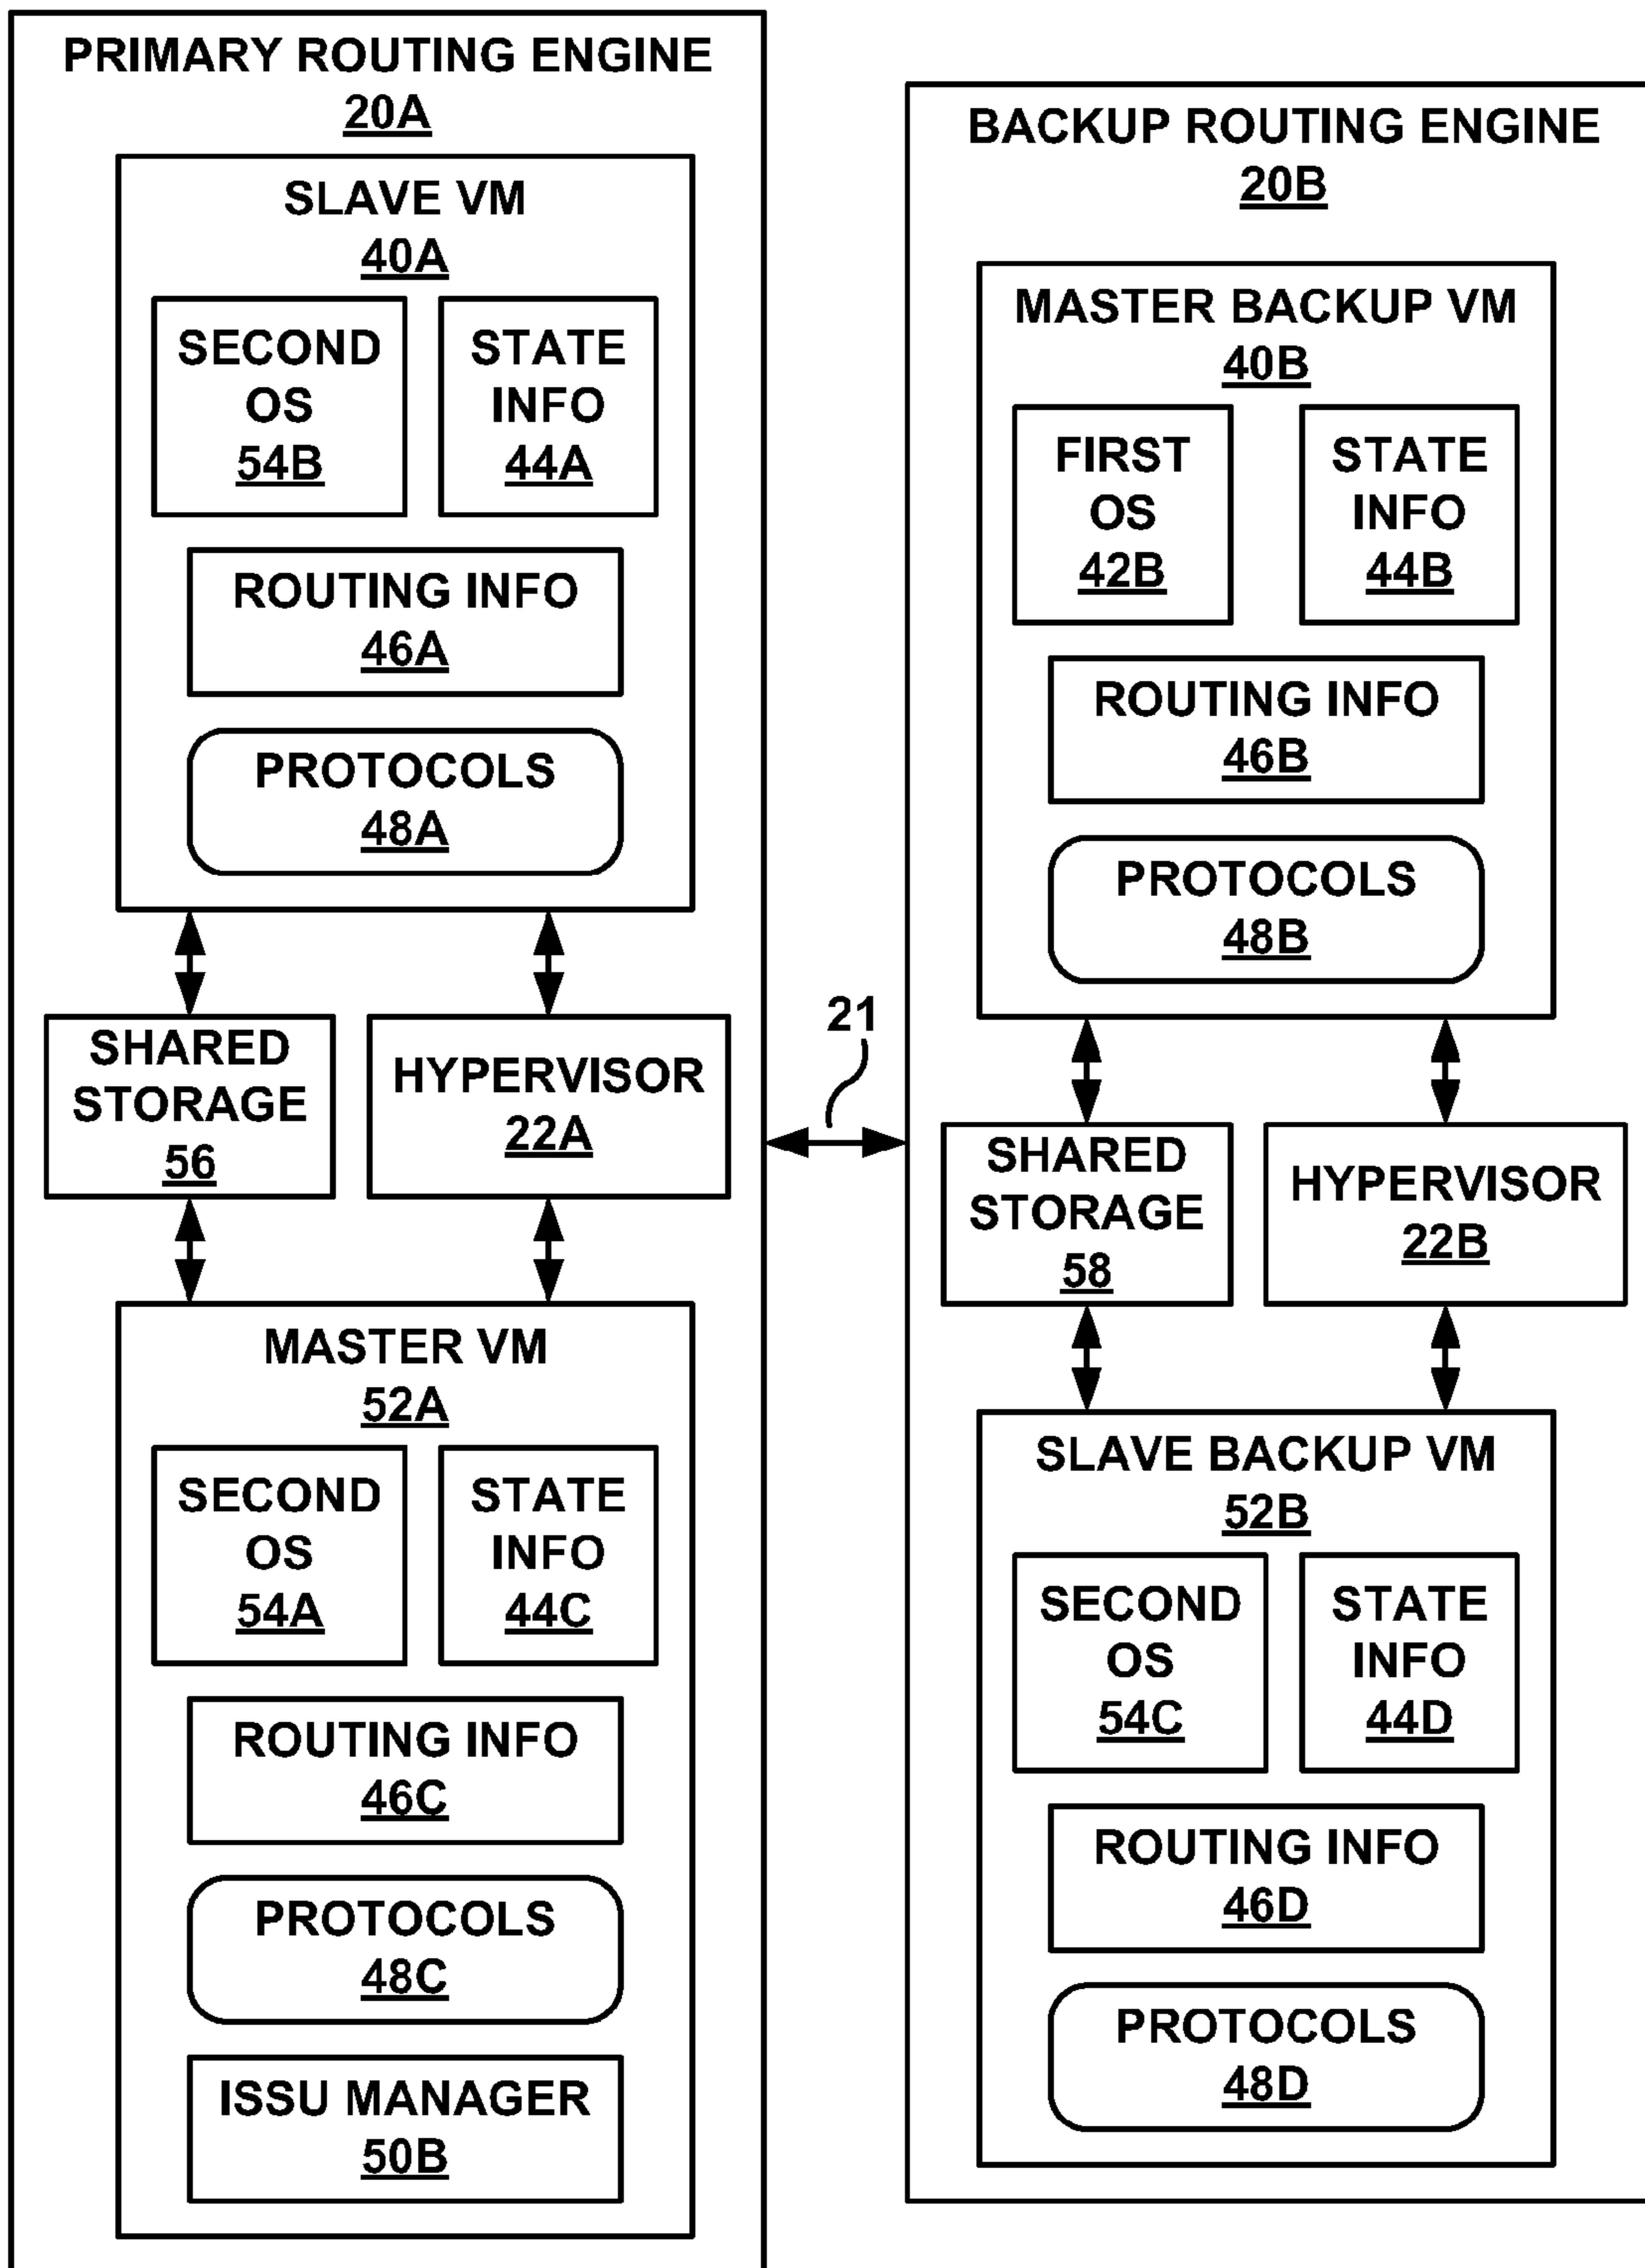 PRIMARY ROUTING ENGINE
20A
SLAVE VM
40A
SECOND
OS
54B
STATE
INFO
44A
ROUTING INFO
46A
PROTOCOLS
48A
SHARED
STORAGE
56
HYPERVISOR
22A
MASTER VM
52A
SECOND
OS
54A
STATE
INFO
44C
ROUTING INFO
46C
PROTOCOLS
48C
ISSU MANAGER
50B
21
BACKUP ROUTING ENGINE
20B
MASTER BACKUP VM
40B
FIRST
OS
42B
STATE
INFO
44B
ROUTING INFO
46B
PROTOCOLS
48B
SHARED
STORAGE
58
HYPERVISOR
22B
SLAVE BACKUP VM
52B
SECOND
OS
54C
STATE
INFO
44D
ROUTING INFO
46D
PROTOCOLS
48D